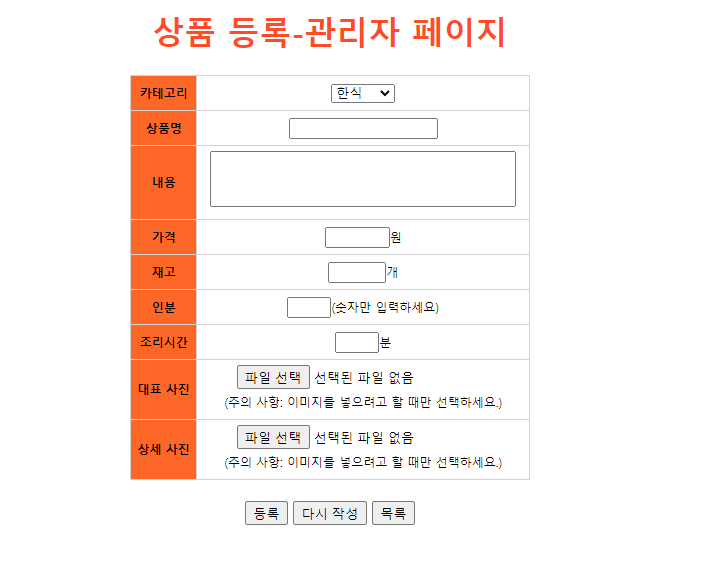 상품 등록-관리자 페이지
카테고리 한식
상품명
내용
가격 원
재고 개
인분 (숫자만 입력하세요)
조리시간 분
대표 사진 파일 선택 선택된 파일 없음
(주의 사항: 이미지를 넣으려고 할 때만 선택하세요.)
상세 사진 파일 선택 선택된 파일 없음
(주의 사항: 이미지를 넣으려고 할 때만 선택하세요.)
등록 다시 작성 목록